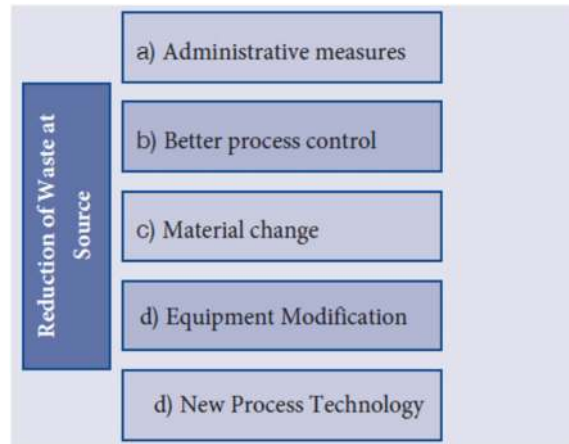 Reduction of Waste at
Source
a) Administrative measures
b) Better process control
c) Material change
d) Equipment Modification
d) New Process Technology